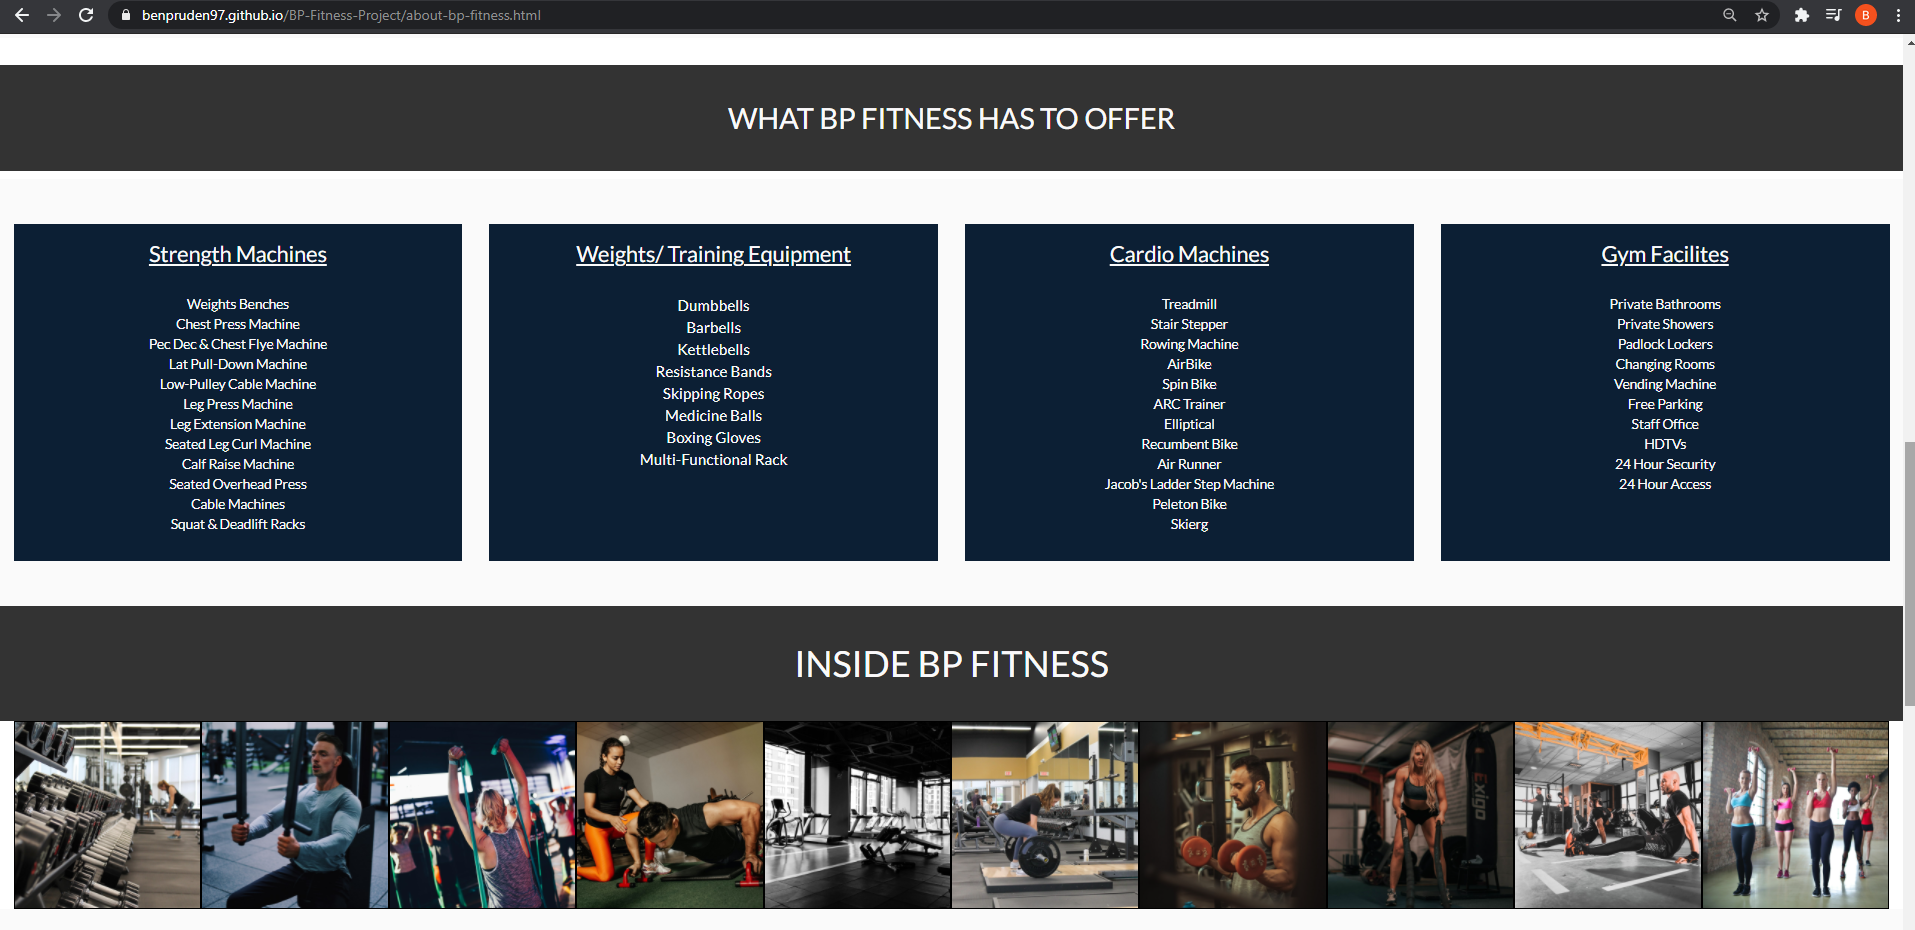 benpruden97.github.io/BP-Fitness-Project/about-bp-fitness.html
B
WHAT BP FITNESS HAS TO OFFER
Strength Machines
Weights Benches
Chest Press Machine
Pec Dec & Chest Flye Machine
Lat Pull-Down Machine
Low-Pulley Cable Machine
Leg Press Machine
Leg Extension Machine
Seated Leg Curl Machine
Calf Raise Machine
Seated Overhead Press
Cable Machines
Squat & Deadlift Racks
Weights/ Training Equipment
Dumbbells
Barbells
Kettlebells
Resistance Bands
Skipping Ropes
Medicine Balls
Boxing Gloves
Multi-Functional Rack
Cardio Machines
Treadmill
Stair Stepper
Rowing Machine
AirBike
Spin Bike
ARC Trainer
Elliptical
Recumbent Bike
Air Runner
Jacob's Ladder Step Machine
Peleton Bike
Skierg
Gym Facilites
Private Bathrooms
Private Showers
Padlock Lockers
Changing Rooms
Vending Machine
Free Parking
Staff Office
HDTVs
24 Hour Security
24 Hour Access
INSIDE BP FITNESS
Exigo